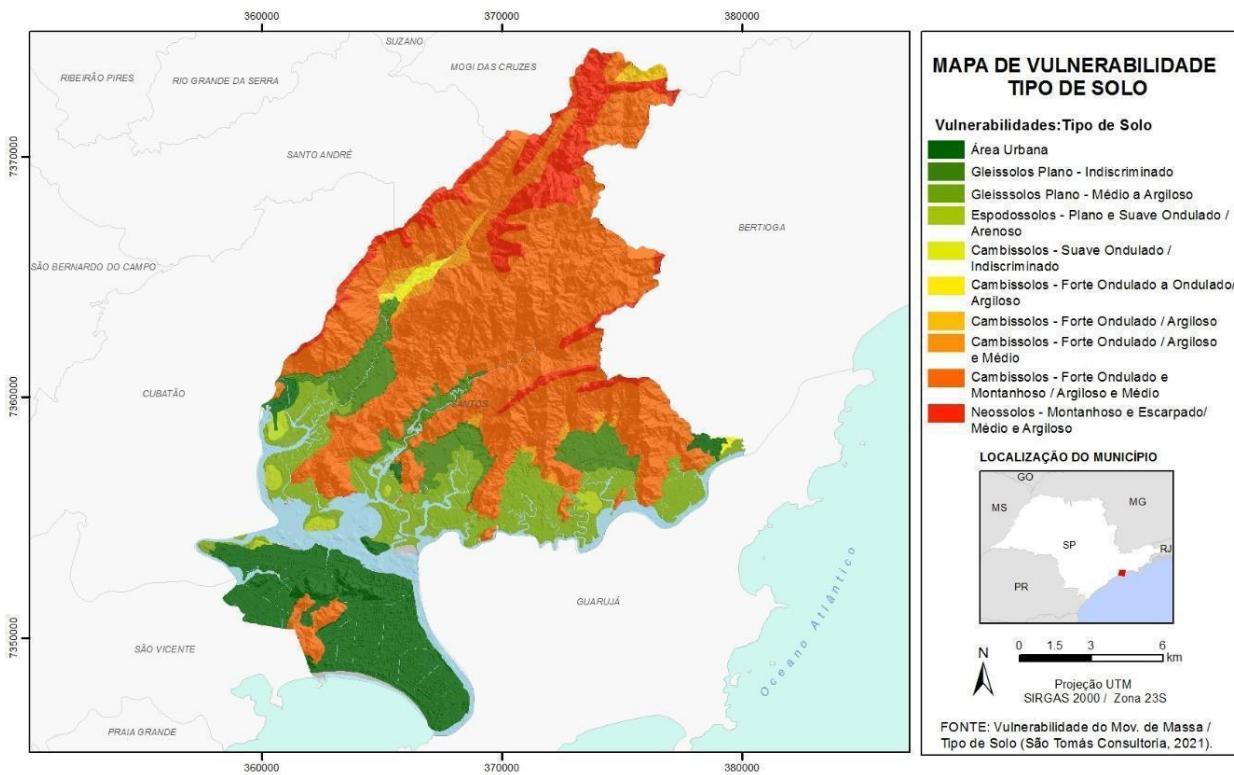 360000
370000
380000
SUZANO
MOGI DAS CRUZES
RIBEIRÃO PIRES
RIO GRANDE DA SERRA
SANTO ANDRÉ
BERTIOGA
SÃO BERNARDO DO CAMPO
CUBATÃO
SANTOS
GUARUJÁ
SÃO VICENTE
PRAIA GRANDE
Oceano Atlântico
7370000
7360000
7350000
360000
370000
380000
MAPA DE VULNERABILIDADE
TIPO DE SOLO
Vulnerabilidades:Tipo de Solo
Área Urbana
Gleissolos Plano - Indiscriminado
Gleisssolos Plano - Médio a Argiloso
Espodossolos - Plano e Suave Ondulado /
Arenoso
Cambissolos - Suave Ondulado /
Indiscriminado
Cambissolos - Forte Ondulado a Ondulado/
Argiloso
Cambissolos - Forte Ondulado / Argiloso
Cambissolos - Forte Ondulado / Argiloso
e Médio
Cambissolos - Forte Ondulado e
Montanhoso / Argiloso e Médio
Neossolos - Montanhoso e Escarpado/
Médio e Argiloso
LOCALIZAÇÃO DO MUNICÍPIO
GO
MS
MG
SP
RJ
PR
N
0 1.5 3 6
km
Projeção UTM
SIRGAS 2000 / Zona 23S
FONTE: Vulnerabilidade do Mov. de Massa /
Tipo de Solo (São Tomás Consultoria, 2021).